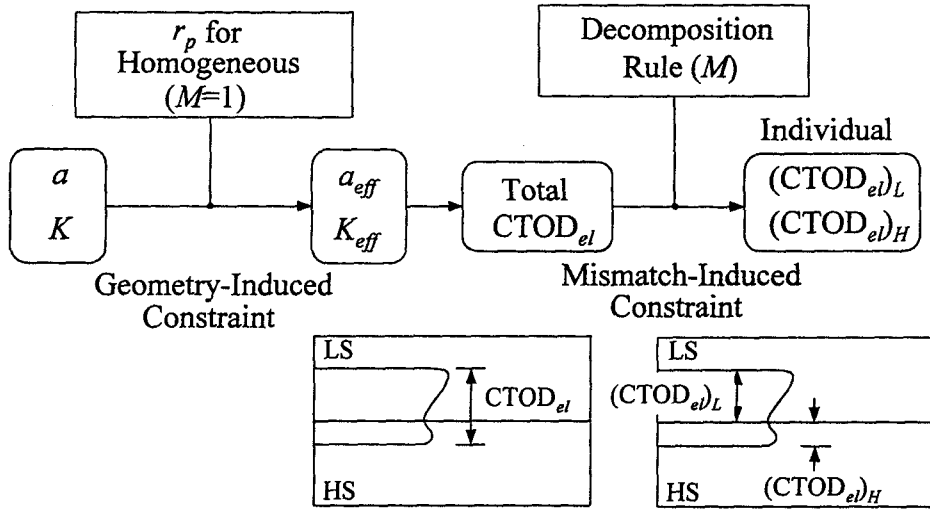 r_p for
Homogeneous
(M=1)
Decomposition
Rule (M)
a
K
a_eff
K_eff
Total
CTOD_el
Individual
(CTOD_el)_L
(CTOD_el)_H
Geometry-Induced
Constraint
Mismatch-Induced
Constraint
LS
CTOD_el
HS
LS
(CTOD_el)_L
HS
(CTOD_el)_H